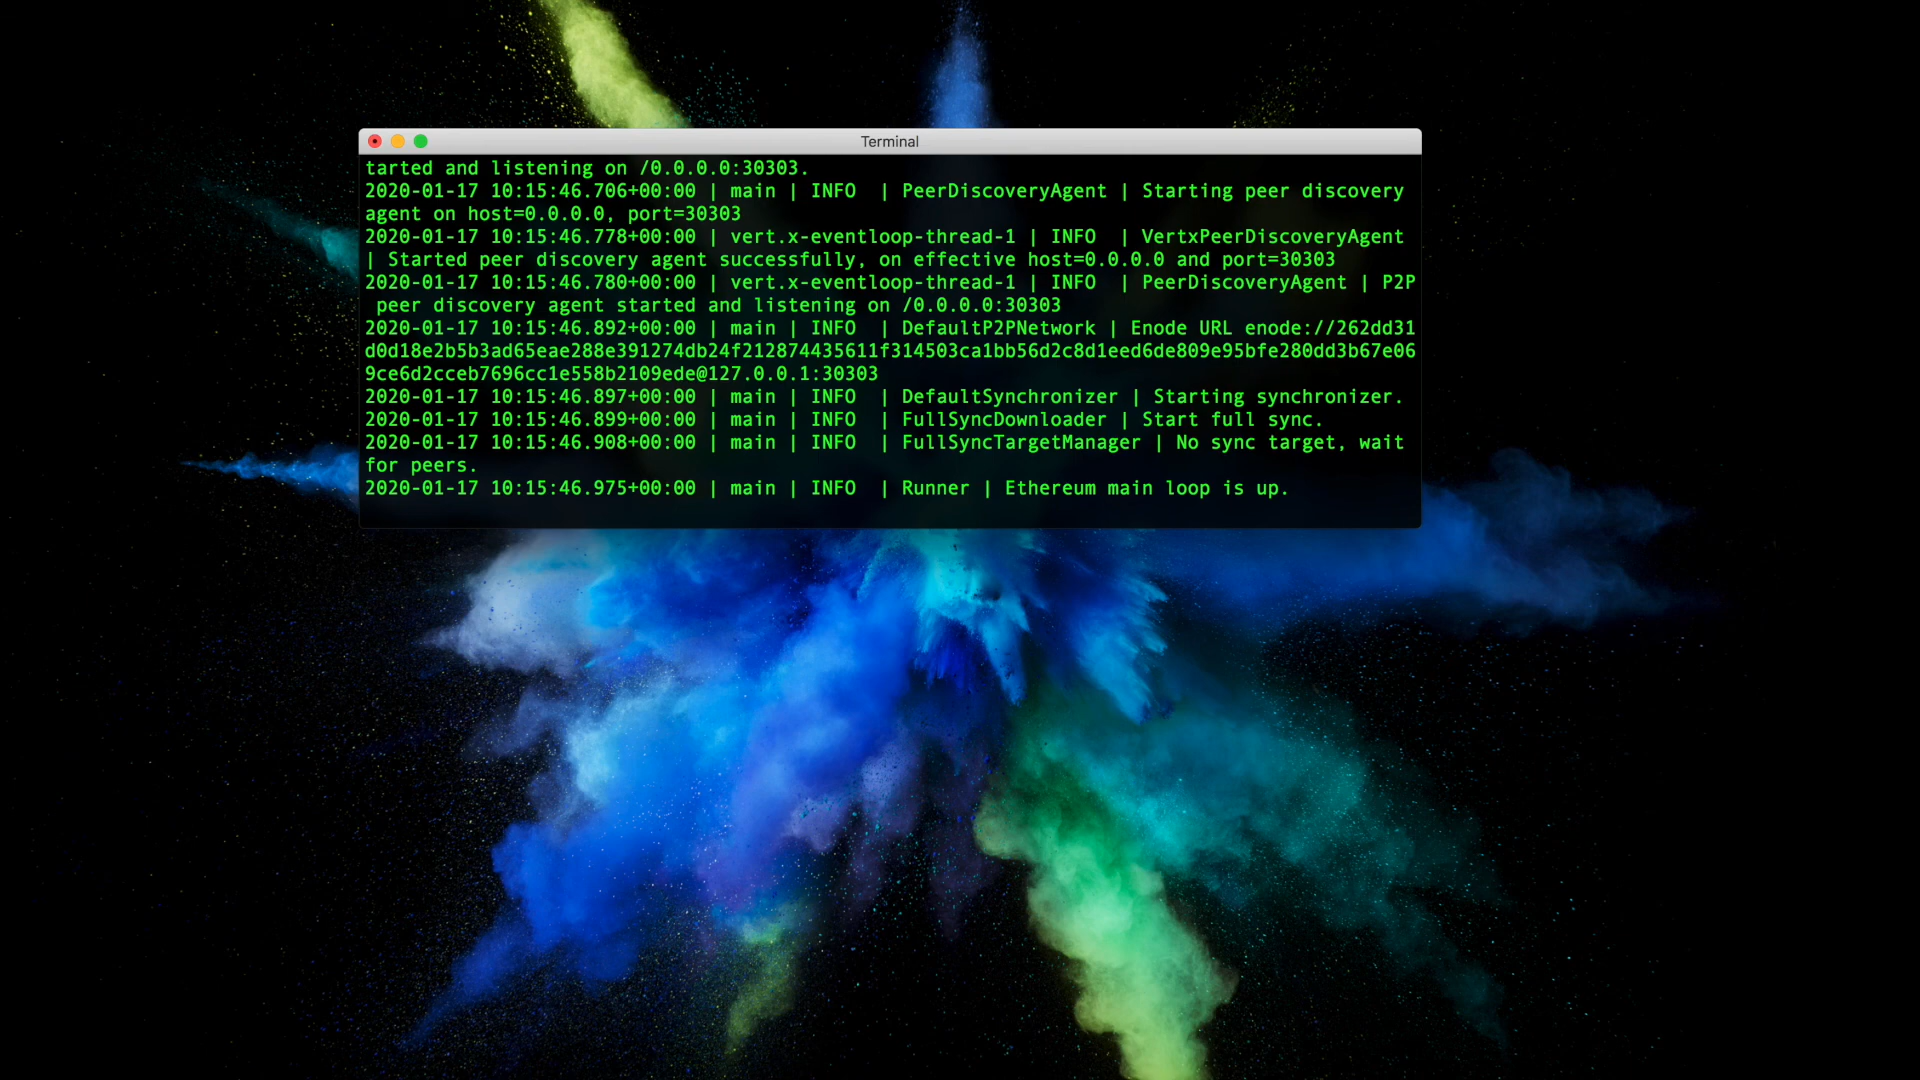 Terminal
tarted and listening on /0.0.0.0:30303.
2020-01-17 10:15:46.706+00:00 | main | INFO  | PeerDiscoveryAgent | Starting peer discovery
agent on host=0.0.0.0, port=30303
2020-01-17 10:15:46.778+00:00 | vert.x-eventloop-thread-1 | INFO  | VertxPeerDiscoveryAgent
| Started peer discovery agent successfully, on effective host=0.0.0.0 and port=30303
2020-01-17 10:15:46.780+00:00 | vert.x-eventloop-thread-1 | INFO  | PeerDiscoveryAgent | P2P
 peer discovery agent started and listening on /0.0.0.0:30303
2020-01-17 10:15:46.892+00:00 | main | INFO  | DefaultP2PNetwork | Enode URL enode://262dd31
d0d18e2b5b3ad65eae288e391274db24f212874435611f314503ca1bb56d2c8d1eed6de809e95bfe280dd3b67e06
9ce6d2cceb7696cc1e558b2109ede@127.0.0.1:30303
2020-01-17 10:15:46.897+00:00 | main | INFO  | DefaultSynchronizer | Starting synchronizer.
2020-01-17 10:15:46.899+00:00 | main | INFO  | FullSyncDownloader | Start full sync.
2020-01-17 10:15:46.908+00:00 | main | INFO  | FullSyncTargetManager | No sync target, wait
for peers.
2020-01-17 10:15:46.975+00:00 | main | INFO  | Runner | Ethereum main loop is up.